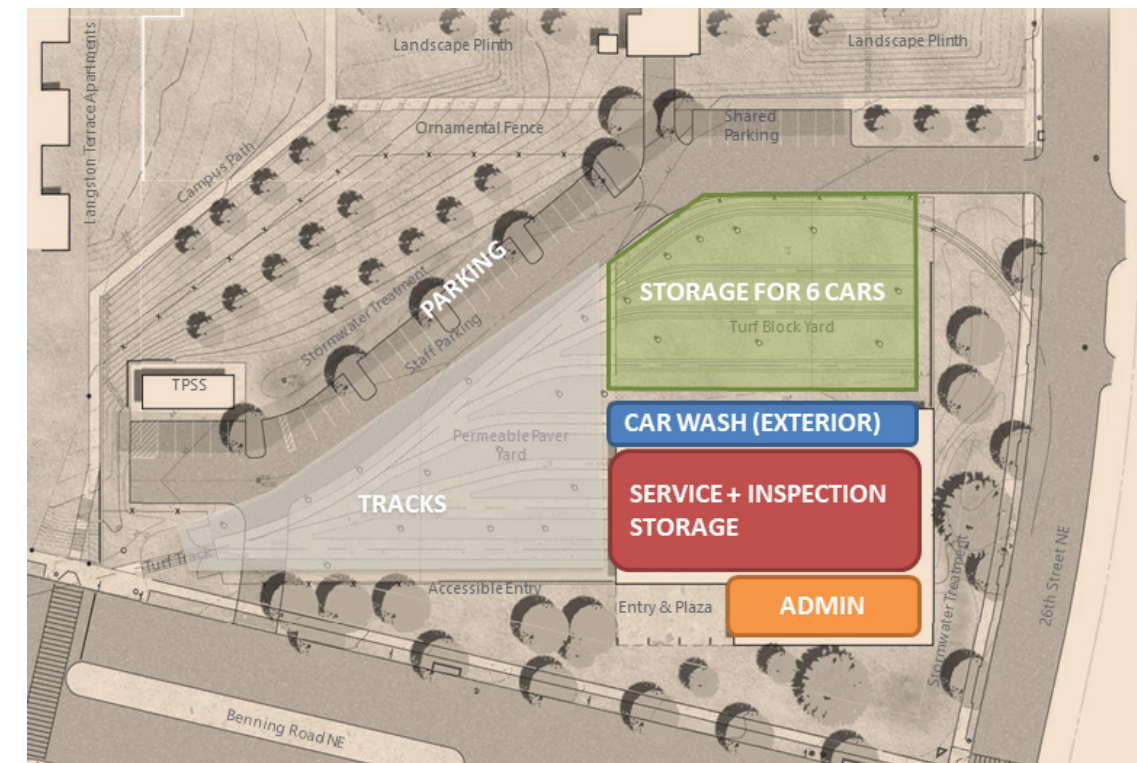 Landscape Plinth
Landscape Plinth
Langston Terrace Apartments
Shared
Parking
Ornamental Fence
Campus Path
PARKING
STORAGE FOR 6 CARS
Turf Block Yard
Stormwater Treatment
Staff Parking
TPSS
CAR WASH (EXTERIOR)
Permeable Paver
Yard
TRACKS
SERVICE + INSPECTION
STORAGE
Turf Track
Accessible Entry
Entry & Plaza
ADMIN
Stormwater Treatment
26th Street NE
Benning Road NE